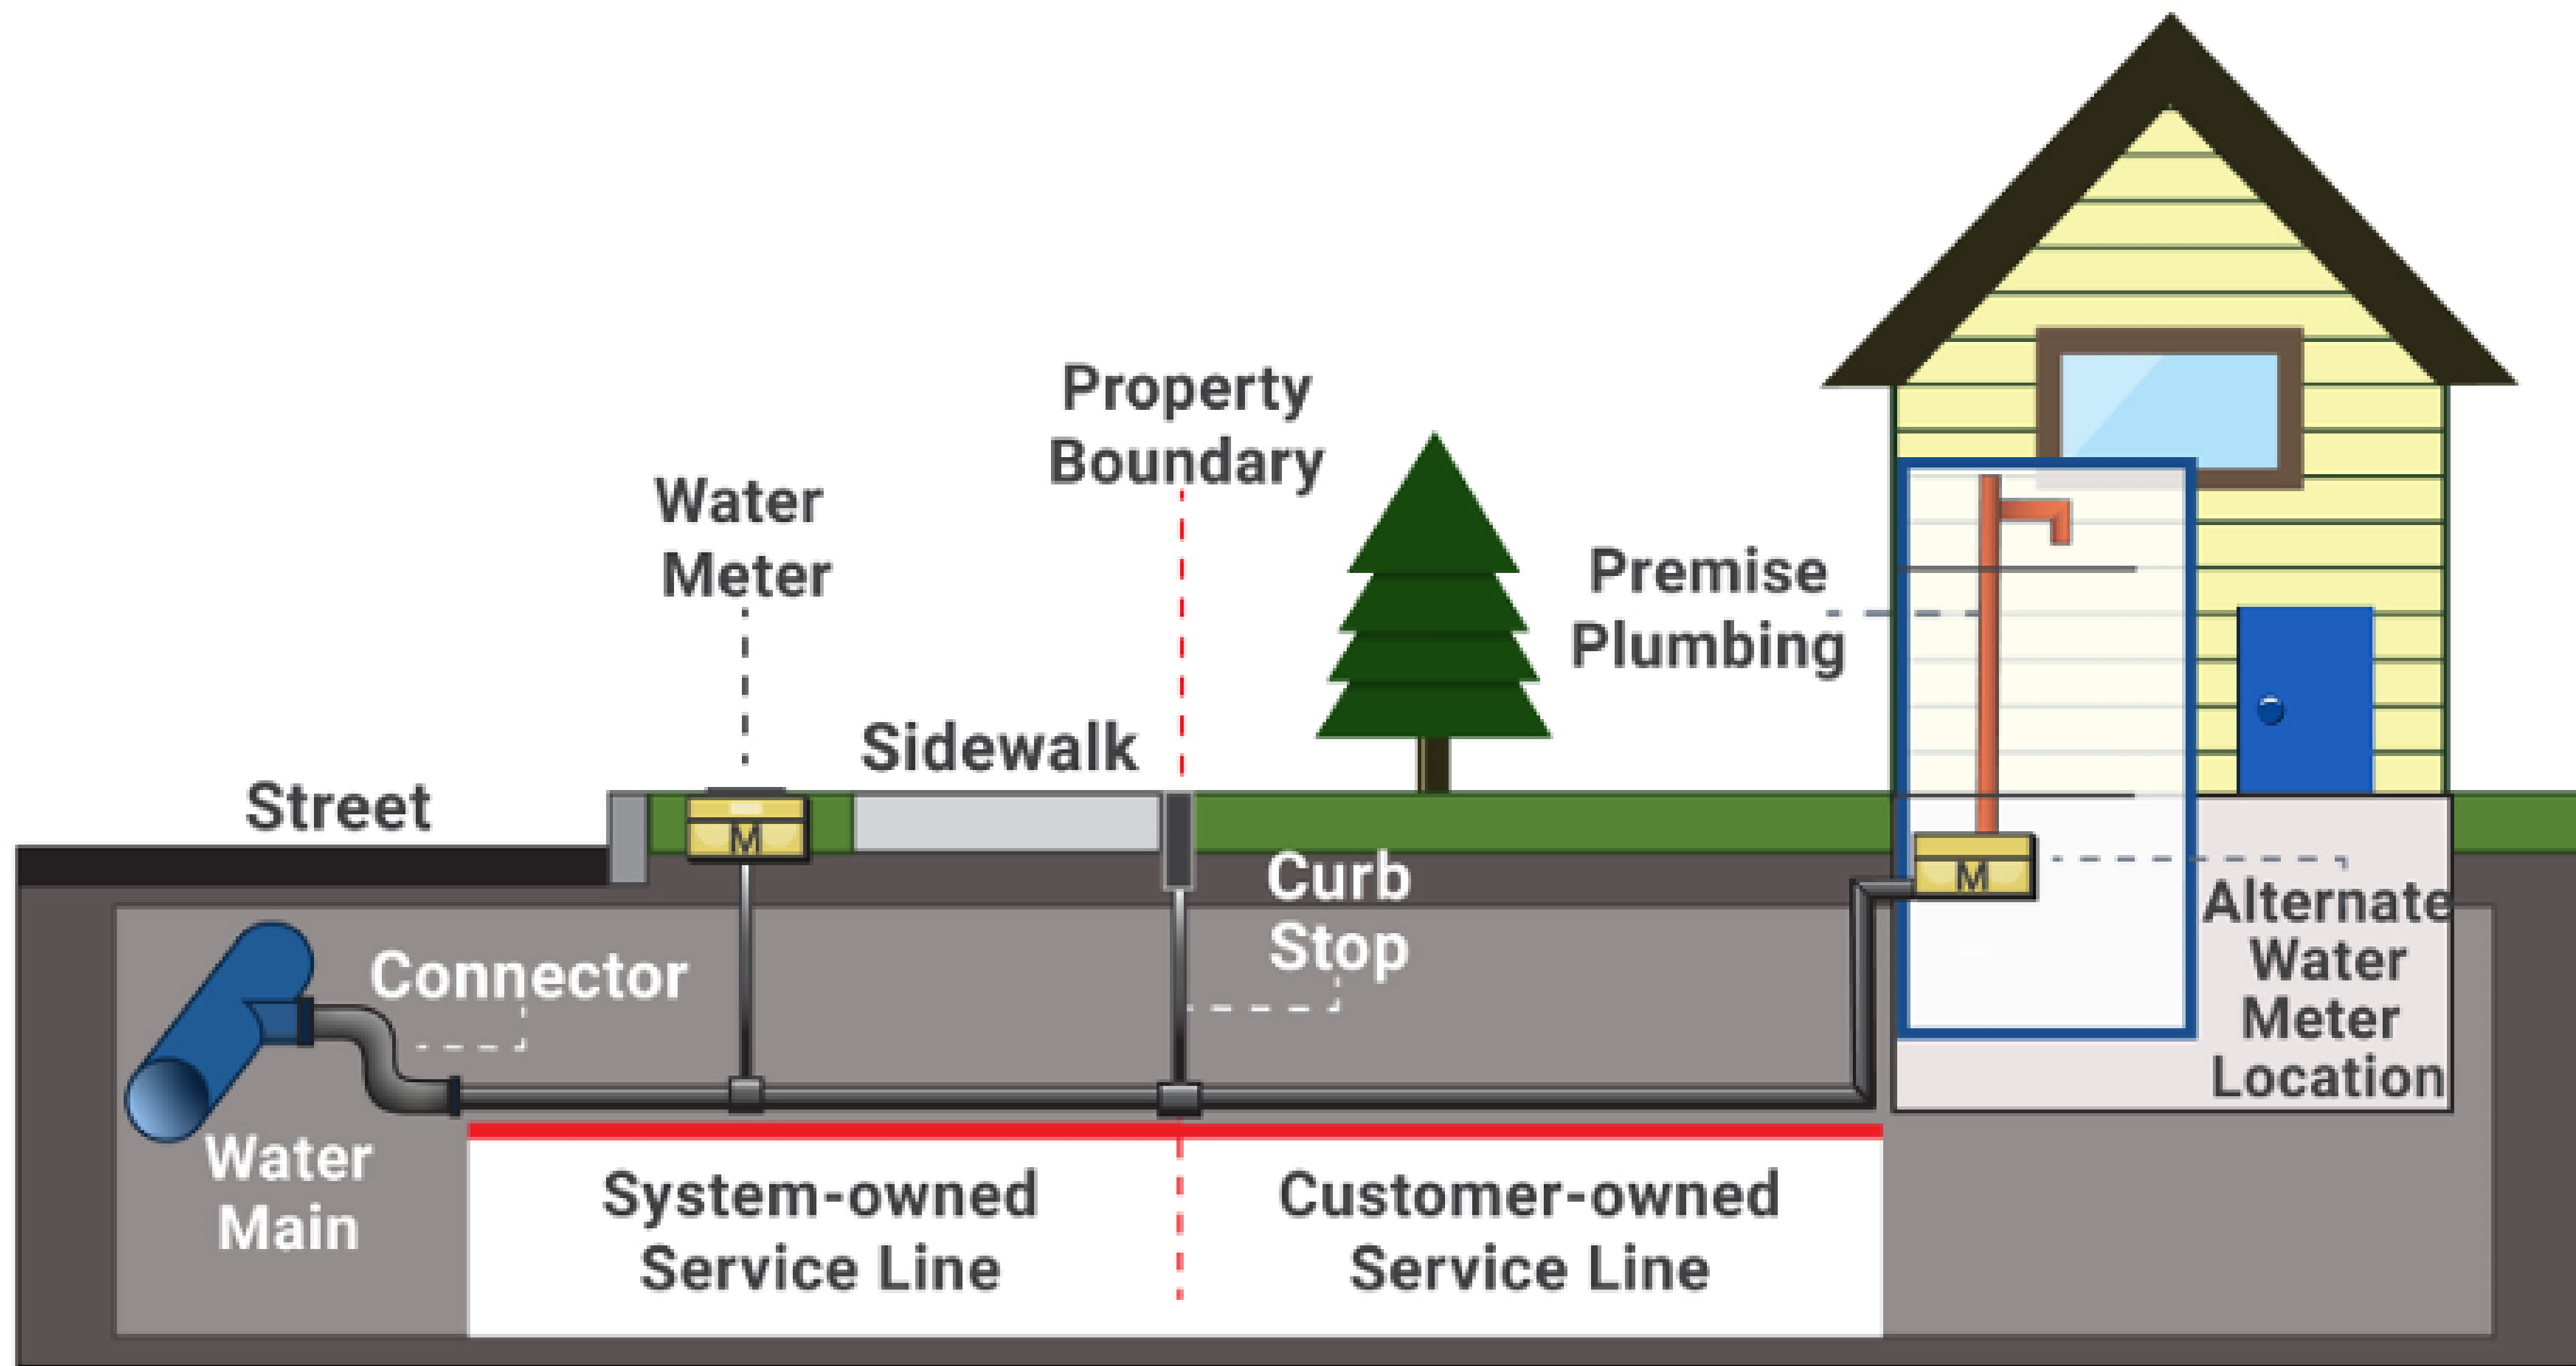 Property
Boundary
Water
Meter
Premise
Plumbing
Sidewalk
Street
M
Curb
Stop
M
Alternate
Water
Meter
Location
Connector
Water
Main
System-owned
Service Line
Customer-owned
Service Line